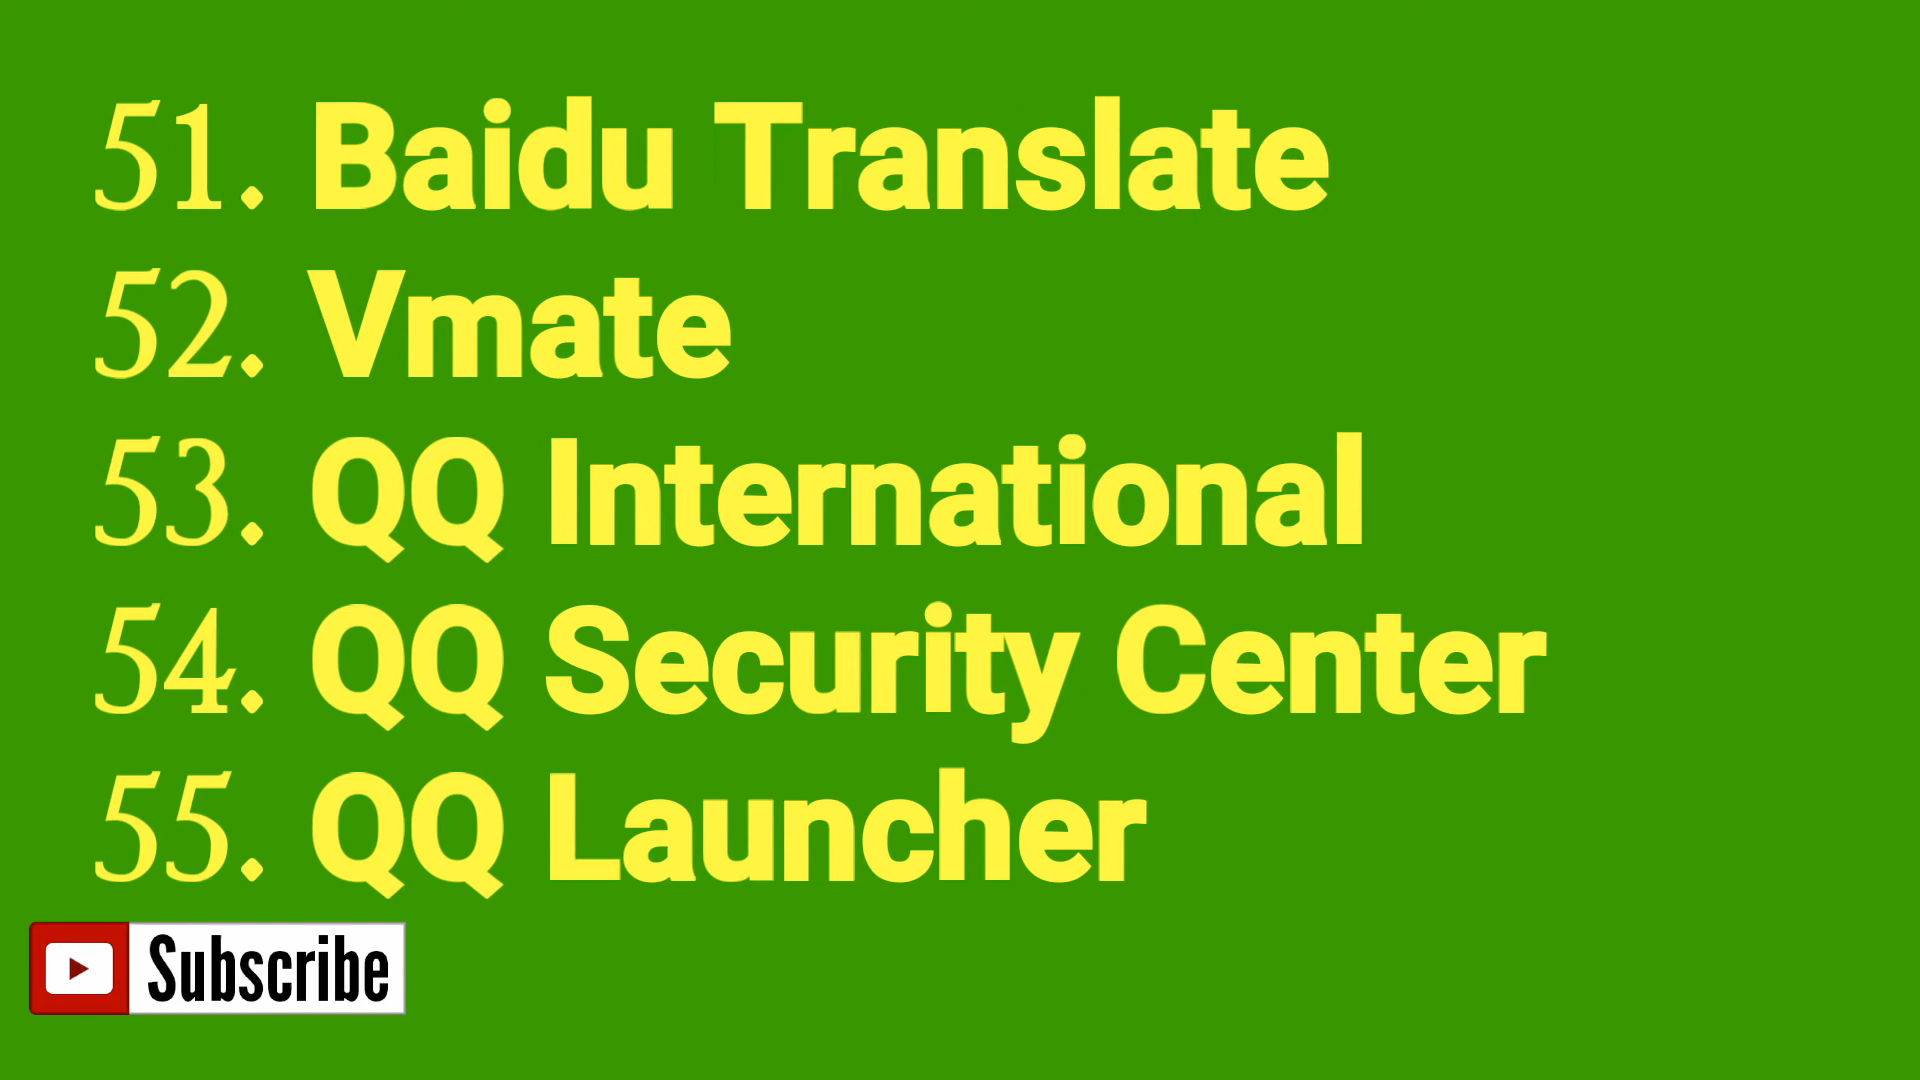 51. Baidu Translate
52. Vmate
53. QQ International
54. QQ Security Center
55. QQ Launcher
Subscribe